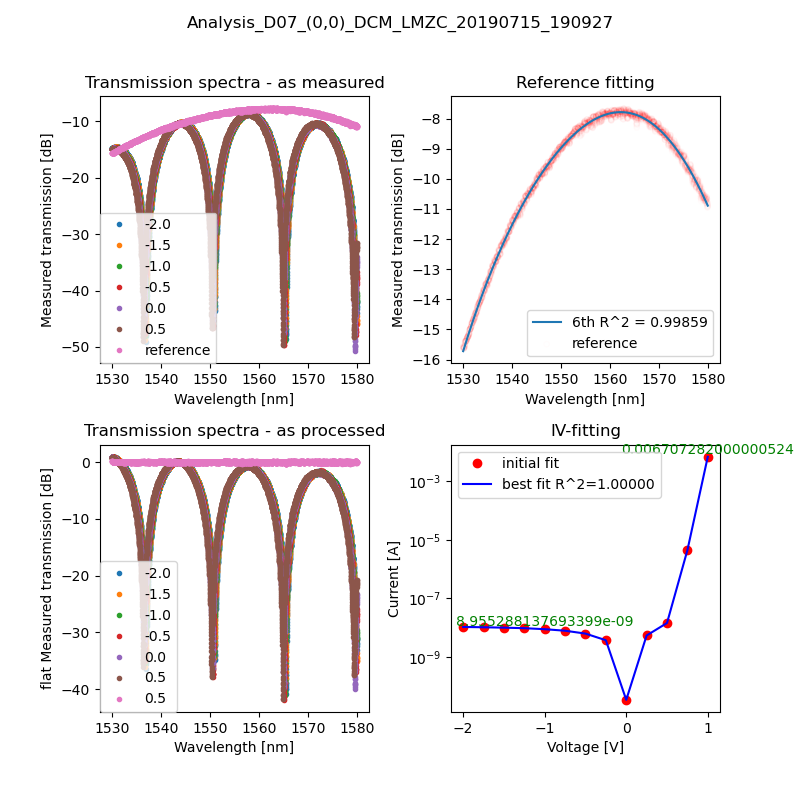 Analysis_D07_(0,0)_DCM_LMZC_20190715_190927
Transmission spectra - as measured
Measured transmission [dB]
−10
−20
−30
−40
−50
-2.0
-1.5
-1.0
-0.5
0.0
0.5
reference
1530 1540 1550 1560 1570 1580
Wavelength [nm]
Reference fitting
Measured transmission [dB]
−8
−9
−10
−11
−12
−13
−14
−15
−16
6th R^2 = 0.99859
reference
1530 1540 1550 1560 1570 1580
Wavelength [nm]
Transmission spectra - as processed
flat Measured transmission [dB]
0
−10
−20
−30
−40
-2.0
-1.5
-1.0
-0.5
0.0
0.5
0.5
1530 1540 1550 1560 1570 1580
Wavelength [nm]
IV-fitting
0.006707282000000524
initial fit
best fit R^2=1.00000
Current [A]
10−3
10−5
10−7
10−9
8.955288137693399e-09
−2 −1 0 1
Voltage [V]